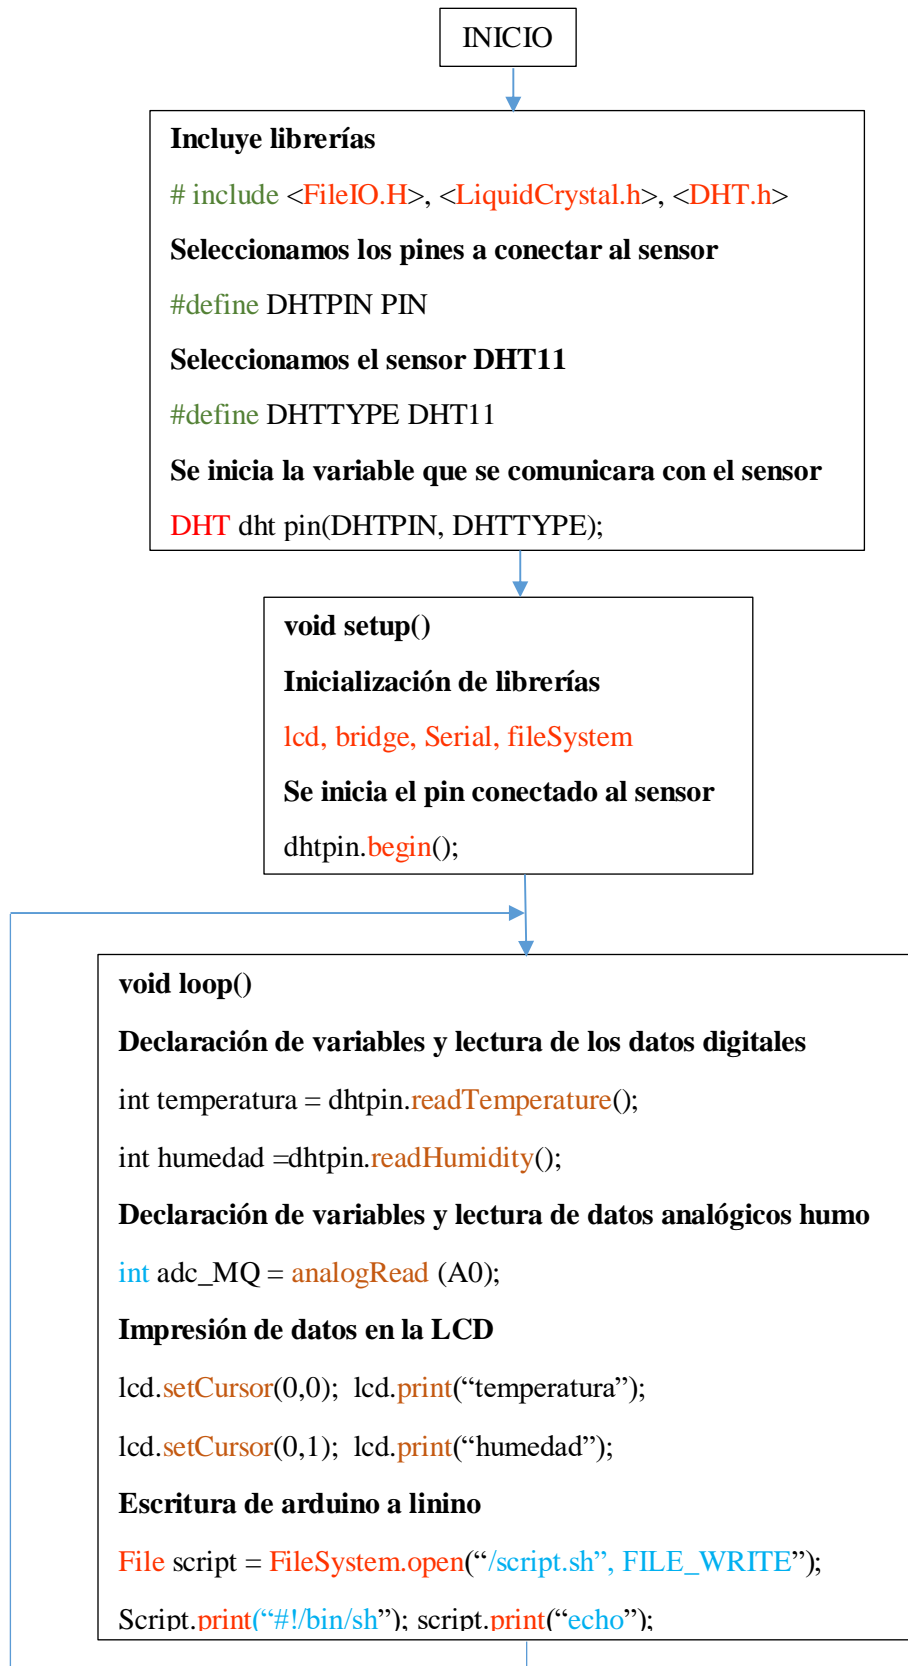 INICIO
Incluye librerías
# include <FileIO.H>, <LiquidCrystal.h>, <DHT.h>
Seleccionamos los pines a conectar al sensor
#define DHTPIN PIN
Seleccionamos el sensor DHT11
#define DHTTYPE DHT11
Se inicia la variable que se comunicara con el sensor
DHT dht pin(DHTPIN, DHTTYPE);
void setup()
Inicialización de librerías
lcd, bridge, Serial, fileSystem
Se inicia el pin conectado al sensor
dhtpin.begin();
void loop()
Declaración de variables y lectura de los datos digitales
int temperatura = dhtpin.readTemperature();
int humedad =dhtpin.readHumidity();
Declaración de variables y lectura de datos analógicos humo
int adc_MQ = analogRead (A0);
Impresión de datos en la LCD
lcd.setCursor(0,0);  lcd.print(“temperatura”);
lcd.setCursor(0,1);  lcd.print(“humedad”);
Escritura de arduino a linino
File script = FileSystem.open(“/script.sh”, FILE_WRITE”);
Script.print(“#!/bin/sh”); script.print(“echo”);